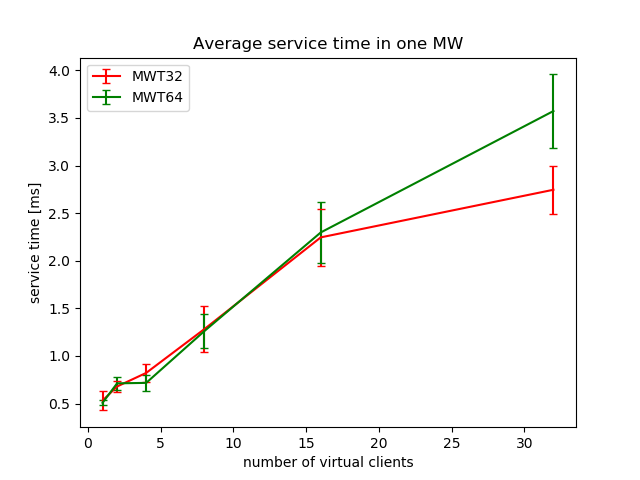 Average service time in one MW
MWT32
MWT64
4.0
3.5
3.0
2.5
2.0
1.5
1.0
0.5
service time [ms]
0 5 10 15 20 25 30
number of virtual clients